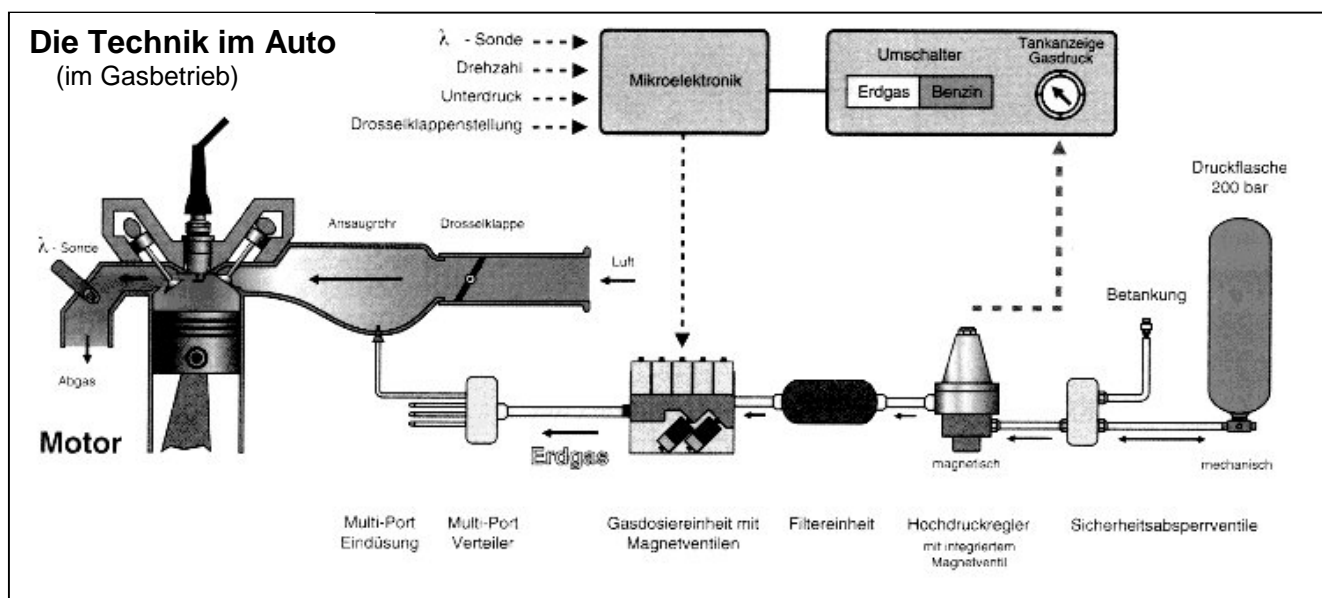 Die Technik im Auto
(im Gasbetrieb)
λ - Sonde
Drehzahl
Unterdruck
Drosselklappenstellung
Mikroelektronik
Umschalter
Erdgas Benzin
Tankanzeige
Gasdruck
Druckflasche
200 bar
Ansaugrohr
Drosselklappe
λ - Sonde
Luft
Betankung
Abgas
Motor
Erdgas
magnetisch
mechanisch
Multi-Port
Eindüsung
Multi-Port
Verteiler
Gasdosiereinheit mit
Magnetventilen
Filtereinheit
Hochdruckregler
mit integriertem
Magnetventil
Sicherheitsabsperrventile